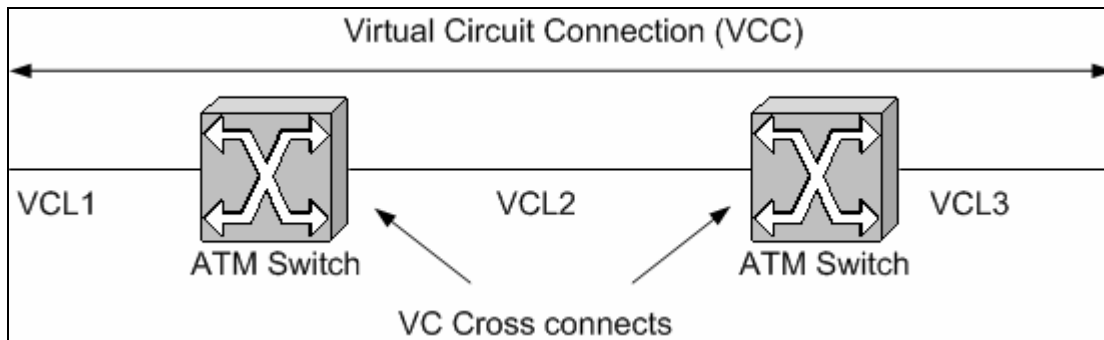 Virtual Circuit Connection (VCC)
VCL1
VCL2
VCL3
ATM Switch
ATM Switch
VC Cross connects